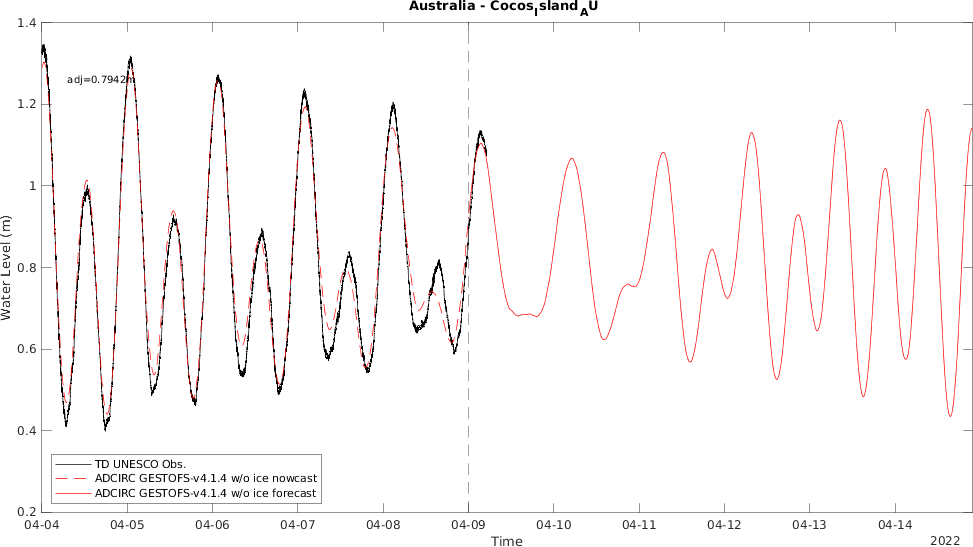 Australia - Cocos_Island_AU
1.4
adj=0.7942m
1.2
1
0.8
0.6
0.4
0.2
Water Level (m)
TD UNESCO Obs.
ADCIRC GESTOFS-v4.1.4 w/o ice nowcast
ADCIRC GESTOFS-v4.1.4 w/o ice forecast
04-04 04-05 04-06 04-07 04-08 04-09 04-10 04-11 04-12 04-13 04-14
Time
2022